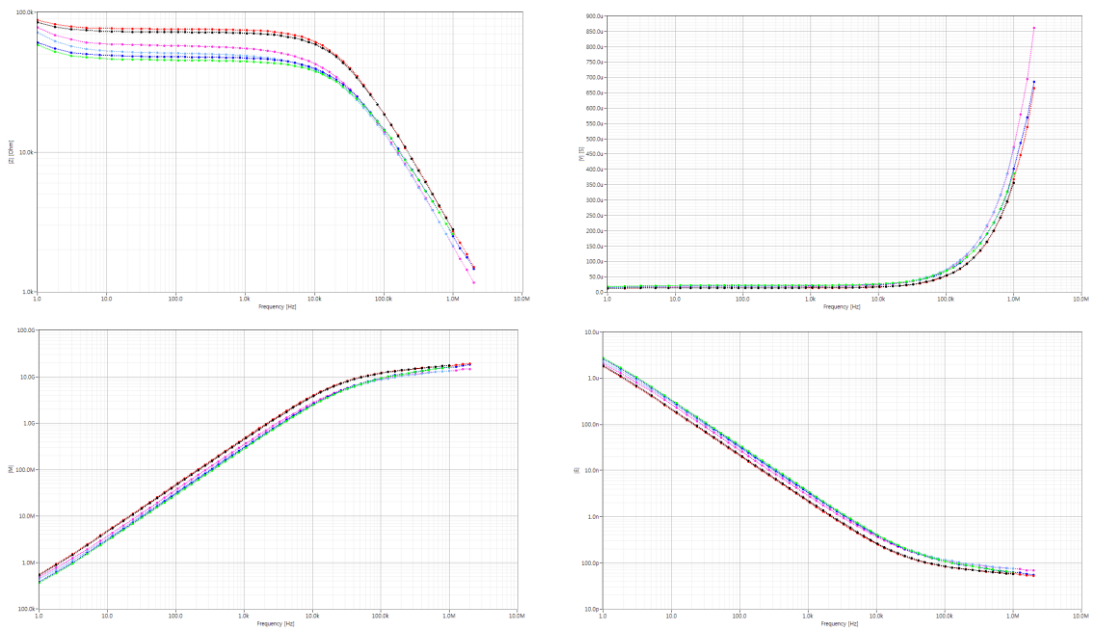 100.0k
|Z| [Ohm]
10.0k
1.0k
1.0 10.0 100.0 1.0k 10.0k 100.0k 1.0M 10.0M
Frequency [Hz]
900.0u
850.0u
800.0u
750.0u
700.0u
650.0u
600.0u
550.0u
500.0u
|Y| [S]
450.0u
400.0u
350.0u
300.0u
250.0u
200.0u
150.0u
100.0u
50.0u
0.0
1.0 10.0 100.0 1.0k 10.0k 100.0k 1.0M 10.0M
Frequency [Hz]
100.0G
10.0G
1.0G
|M|
100.0M
10.0M
1.0M
100.0k
1.0 10.0 100.0 1.0k 10.0k 100.0k 1.0M 10.0M
Frequency [Hz]
10.0u
1.0u
100.0n
10.0n
1.0n
100.0p
10.0p
1.0 10.0 100.0 1.0k 10.0k 100.0k 1.0M 10.0M
Frequency [Hz]